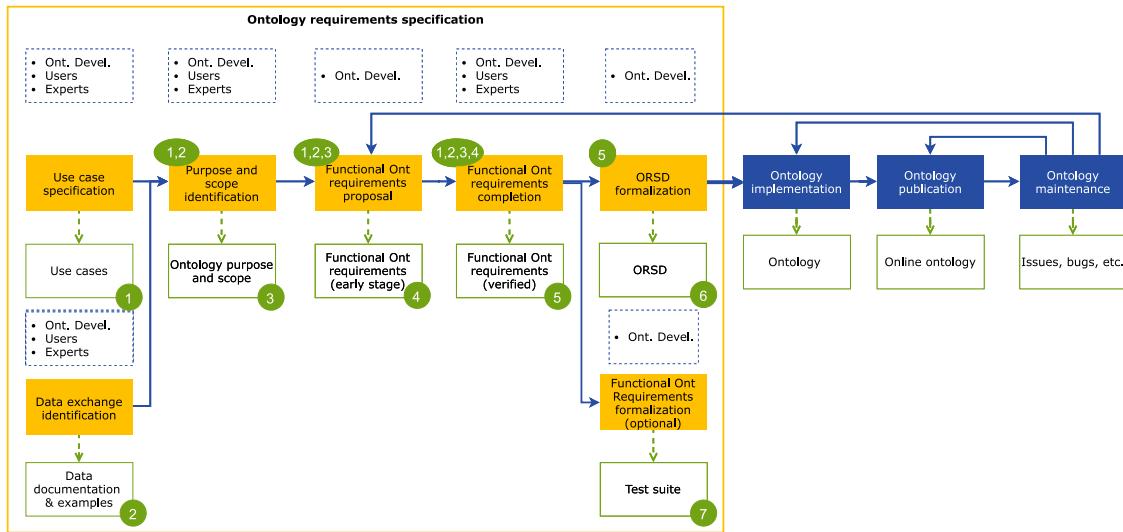 Ontology requirements specification
• Ont. Devel.
• Users
• Experts
• Ont. Devel.
• Users
• Experts
• Ont. Devel.
• Ont. Devel.
• Users
• Experts
• Ont. Devel.
1,2
1,2,3
1,2,3,4
5
Use case
specification
Purpose and
scope
identification
Functional Ont
requirements
proposal
Functional Ont
requirements
completion
ORSD
formalization
Ontology
implementation
Ontology
publication
Ontology
maintenance
Use cases
1
Ontology purpose
and scope
3
Functional Ont
requirements
(early stage)
4
Functional Ont
requirements
(verified)
5
ORSD
6
Ontology
Online ontology
Issues, bugs, etc.
• Ont. Devel.
• Users
• Experts
• Ont. Devel.
Data exchange
identification
Functional Ont
Requirements
formalization
(optional)
Data
documentation
& examples
2
Test suite
7